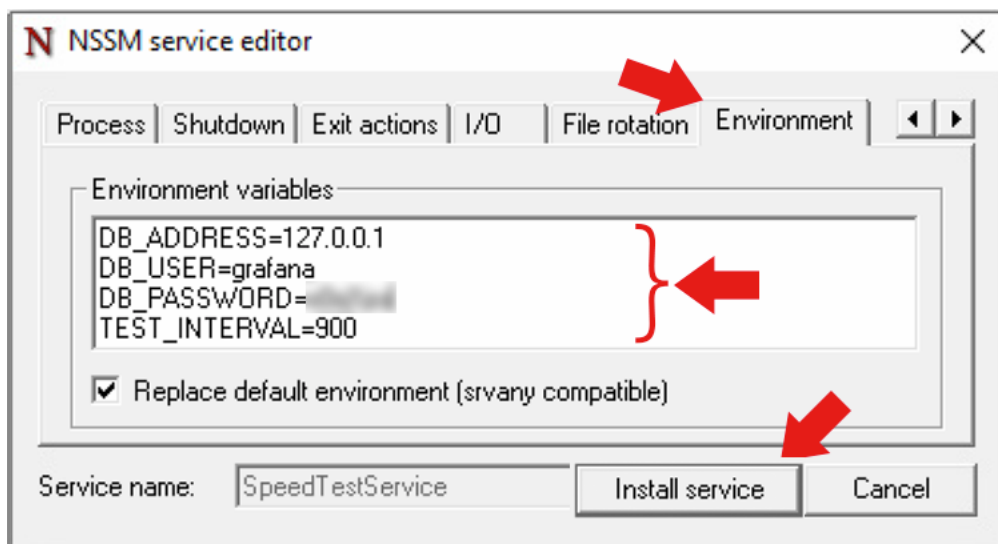 N NSSM service editor
Process Shutdown Exit actions I/O File rotation Environment
Environment variables
DB_ADDRESS=127.0.0.1
DB_USER=grafana
DB_PASSWORD=
TEST_INTERVAL=900
Replace default environment (srvany compatible)
Service name: SpeedTestService Install service Cancel